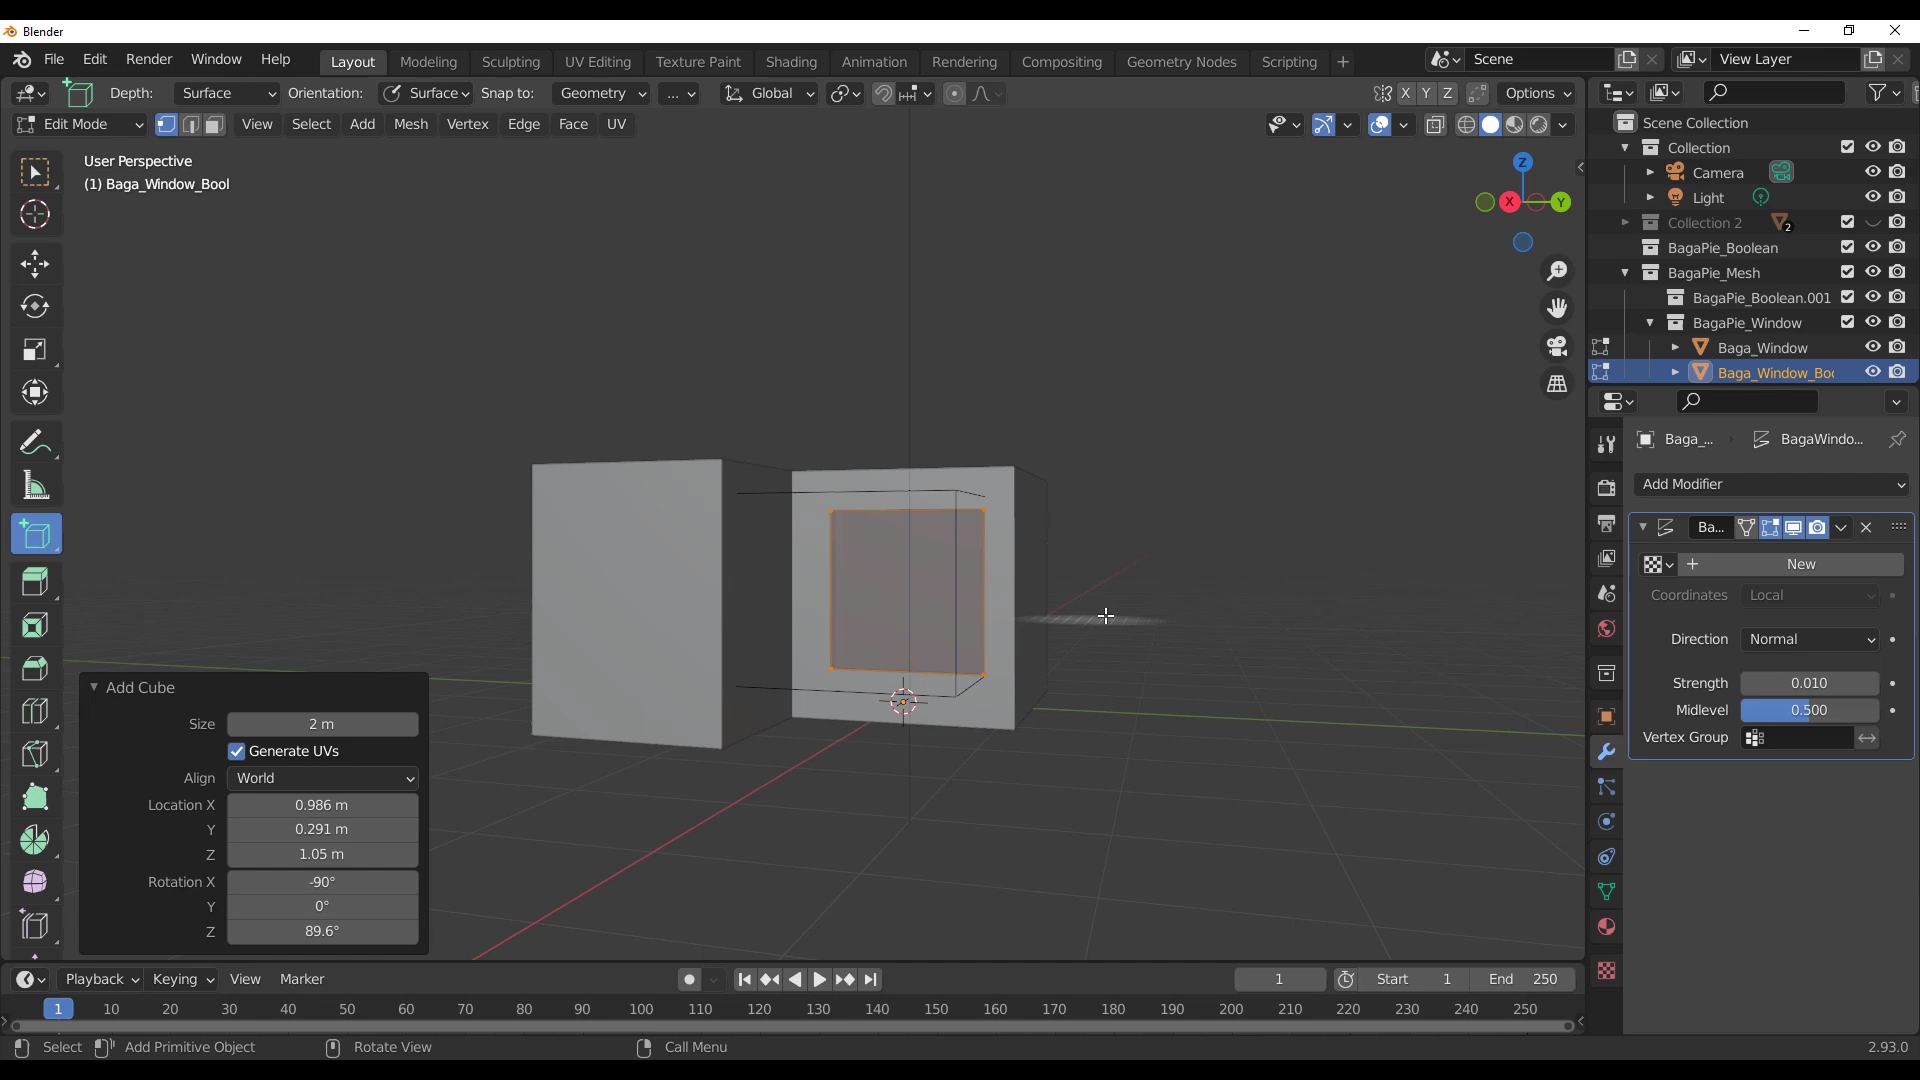 Blender
File Edit Render Window Help
Layout Modeling Sculpting UV Editing Texture Paint Shading Animation Rendering Compositing Geometry Nodes Scripting +
Scene
View Layer
Depth: Surface Orientation: Surface Snap to: Geometry ... Global
X Y Z Options
Edit Mode View Select Add Mesh Vertex Edge Face UV
User Perspective
(1) Baga_Window_Bool
Z
X
Y
Scene Collection
Collection
Camera
Light
Collection 2 2
BagaPie_Boolean
BagaPie_Mesh
BagaPie_Boolean.001
BagaPie_Window
Baga_Window
Baga_Window_Boo
Baga_... BagaWindo...
Add Modifier
Ba...
New
Coordinates Local
Direction Normal
Strength 0.010
Midlevel 0.500
Vertex Group
Add Cube
Size 2 m
Generate UVs
Align World
Location X 0.986 m
Y 0.291 m
Z 1.05 m
Rotation X -90°
Y 0°
Z 89.6°
Playback Keying View Marker
1 Start 1 End 250
1 10 20 30 40 50 60 70 80 90 100 110 120 130 140 150 160 170 180 190 200 210 220 230 240 250
Select Add Primitive Object Rotate View Call Menu 2.93.0